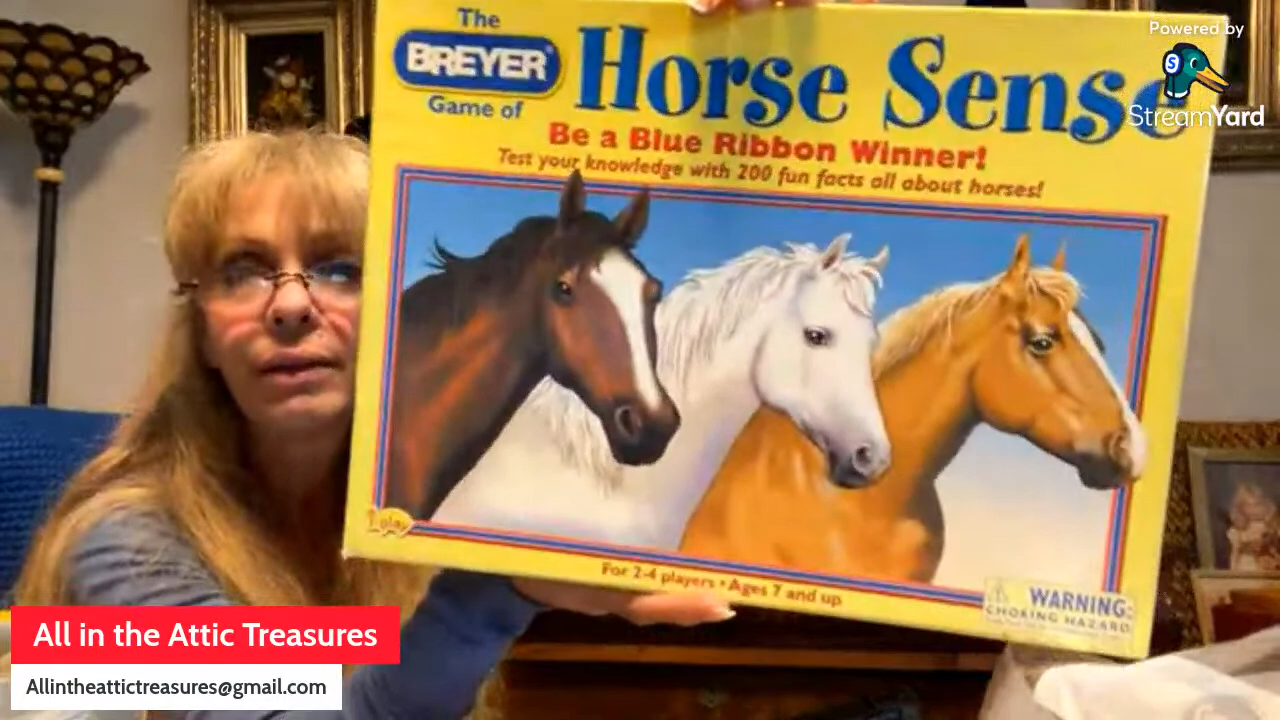 The
BREYER®
Game of
Horse Sense
Be a Blue Ribbon Winner!
Test your knowledge with 200 fun facts all about horses!
For 2-4 players • Ages 7 and up
WARNING:
CHOKING HAZARD
Powered by
StreamYard
All in the Attic Treasures
Allintheattictreasures@gmail.com